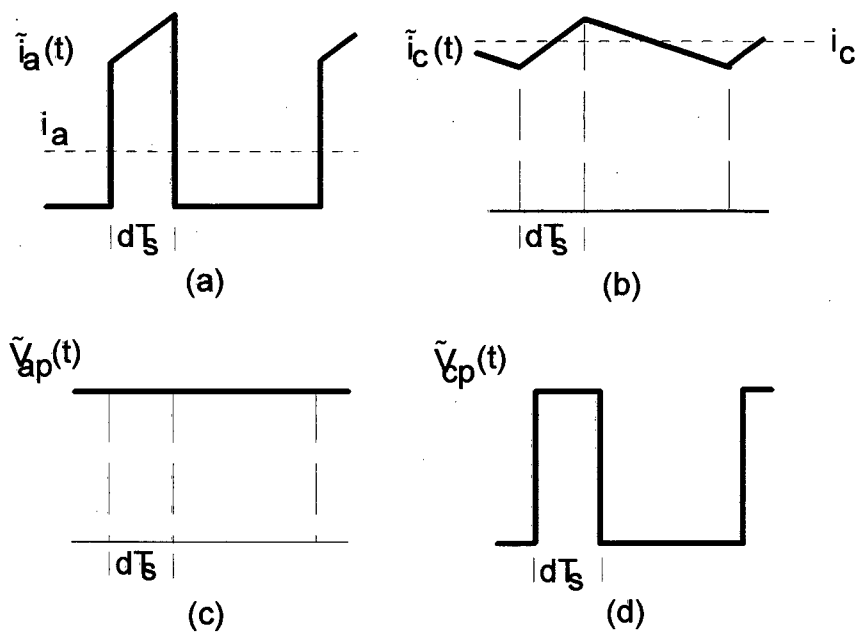 ĩa(t)
ia
dTs
(a)
ĩc(t)
ic
dTs
(b)
Ṽap(t)
dTs
(c)
Ṽcp(t)
dTs
(d)